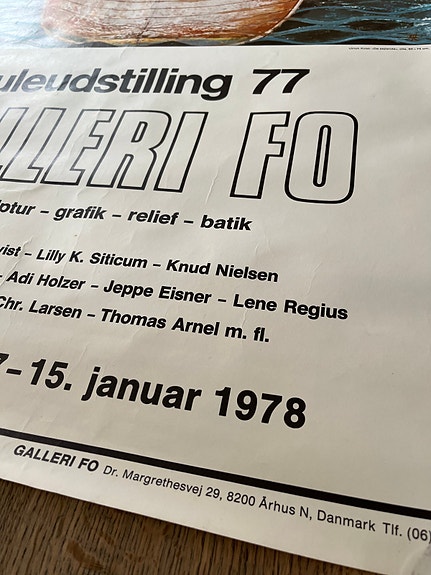 uleudstilling 77
LLERI FO
ptur – grafik – relief – batik
vist – Lilly K. Siticum – Knud Nielsen
Adi Holzer – Jeppe Eisner – Lene Regius
Chr. Larsen – Thomas Arnel m. fl.
7 – 15. januar 1978
GALLERI FO Dr. Margrethesvej 29, 8200 Århus N, Danmark Tlf. (06)